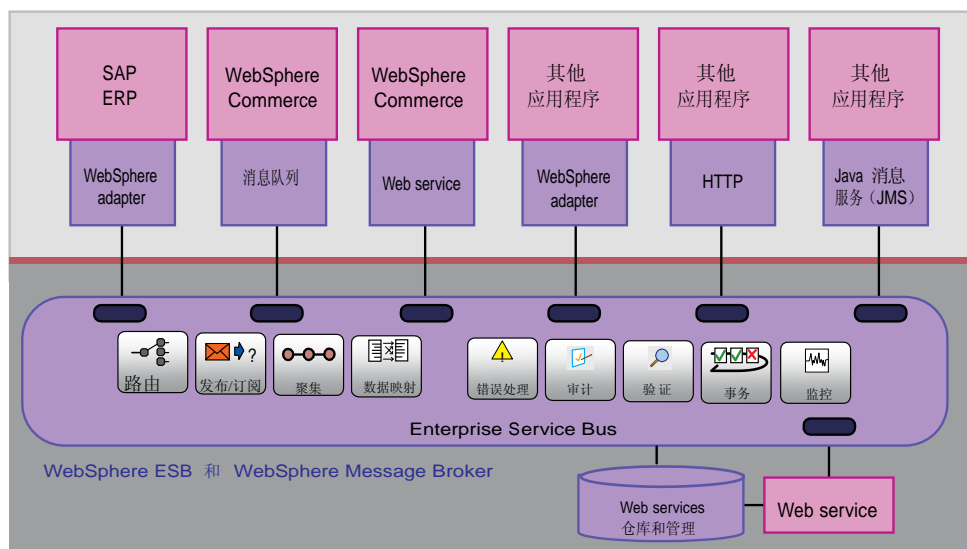 SAP
ERP
WebSphere
Commerce
WebSphere
Commerce
其他
应用程序
其他
应用程序
其他
应用程序
WebSphere
adapter
消息队列
Web service
WebSphere
adapter
HTTP
Java 消息
服务（JMS）
路由
发布/订阅
聚集
数据映射
错误处理
审计
验 证
事务
监控
?
Enterprise Service Bus
WebSphere ESB 和 WebSphere Message Broker
Web services
仓库和管理
Web service